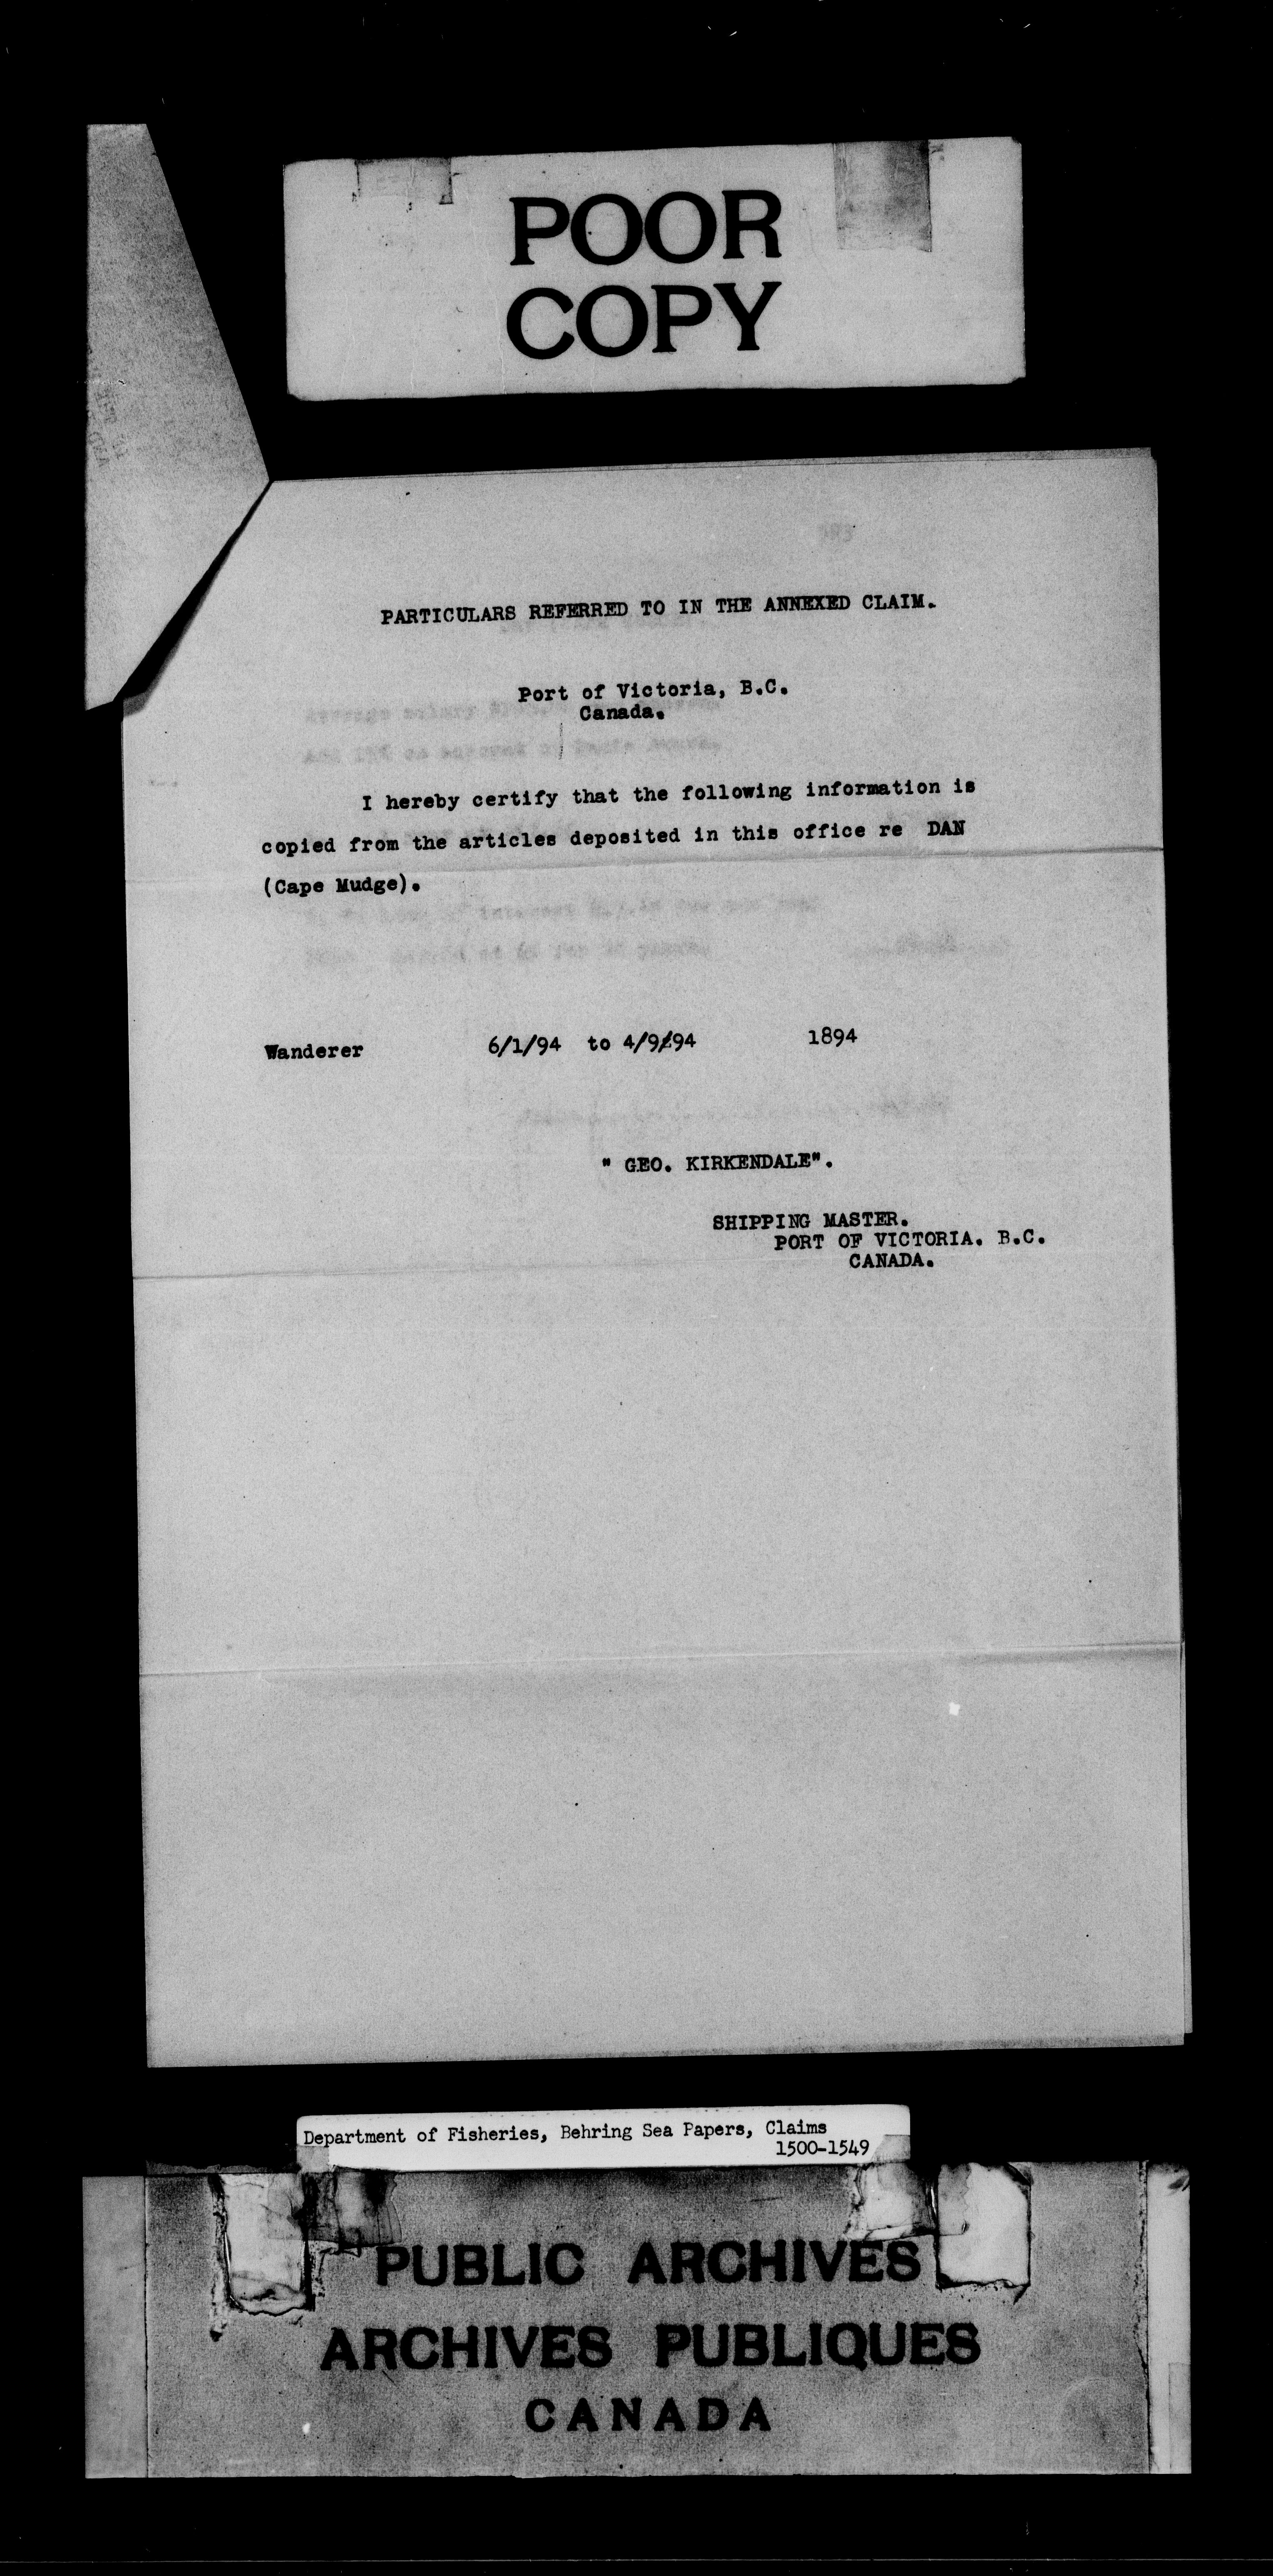 POOR
COPY
PARTICULARS REFERRED TO IN THE ANNEXED CLAIM.
Port of Victoria, B.C.
Canada.
I hereby certify that the following information is
copied from the articles deposited in this office re DAN
(Cape Mudge).
Wanderer 6/1/94 to 4/9/94 1894
" GEO. KIRKENDALE".
SHIPPING MASTER.
PORT OF VICTORIA. B.C.
CANADA.
Department of Fisheries, Behring Sea Papers, Claims
1500-1549
PUBLIC ARCHIVES
ARCHIVES PUBLIQUES
CANADA